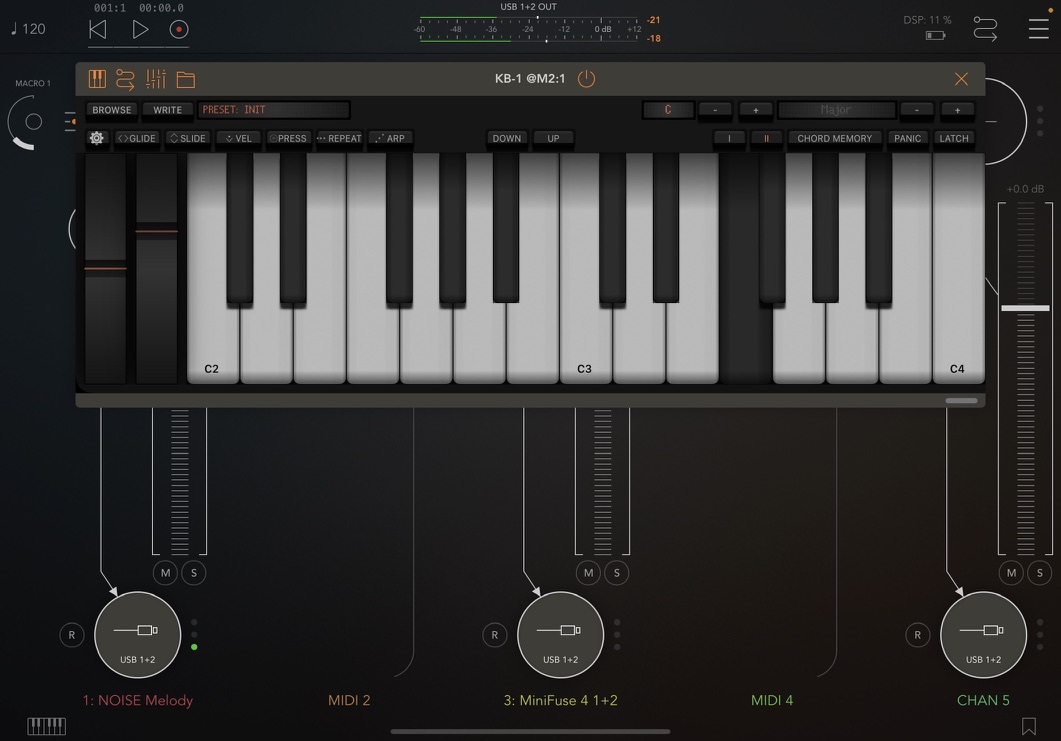 001:1 00:00.0
USB 1+2 OUT
♩ 120
-60 -48 -36 -24 -12 0 dB +12
-21
-18
DSP: 11 %
MACRO 1
KB-1 @M2:1
BROWSE WRITE PRESET: INIT C - + Major - +
GLIDE SLIDE VEL PRESS REPEAT ARP DOWN UP I II CHORD MEMORY PANIC LATCH
+0.0 dB
C2 C3 C4
M S M S M S
R R R
USB 1+2 USB 1+2 USB 1+2
1: NOISE Melody MIDI 2 3: MiniFuse 4 1+2 MIDI 4 CHAN 5